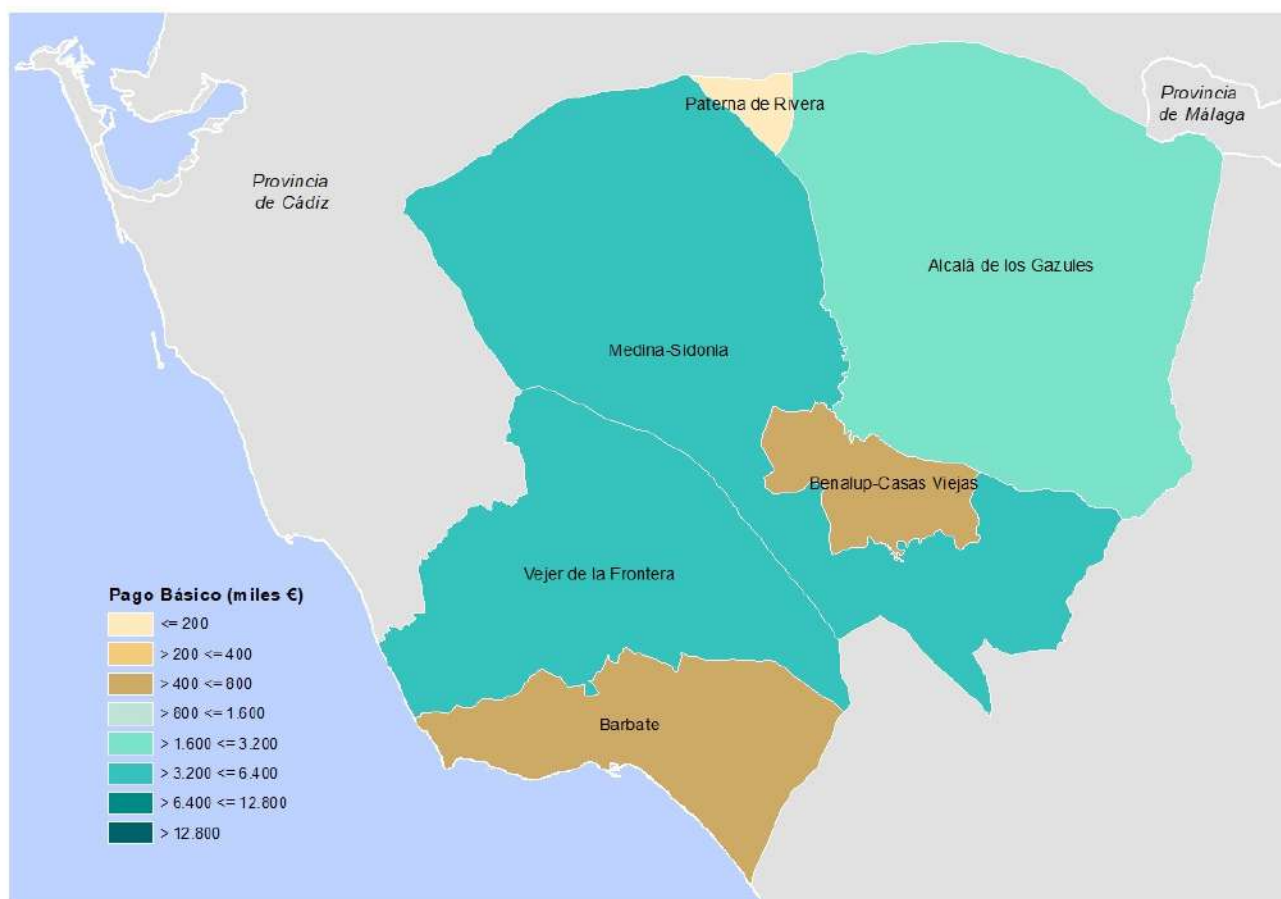 Paterna de Rivera
Provincia
de Málaga
Provincia
de Cádiz
Alcalá de los Gazules
Medina-Sidonia
Benalup-Casas Viejas
Vejer de la Frontera
Barbate
Pago Básico (miles €)
<= 200
> 200 <= 400
> 400 <= 800
> 800 <= 1.600
> 1.600 <= 3.200
> 3.200 <= 6.400
> 6.400 <= 12.800
> 12.800